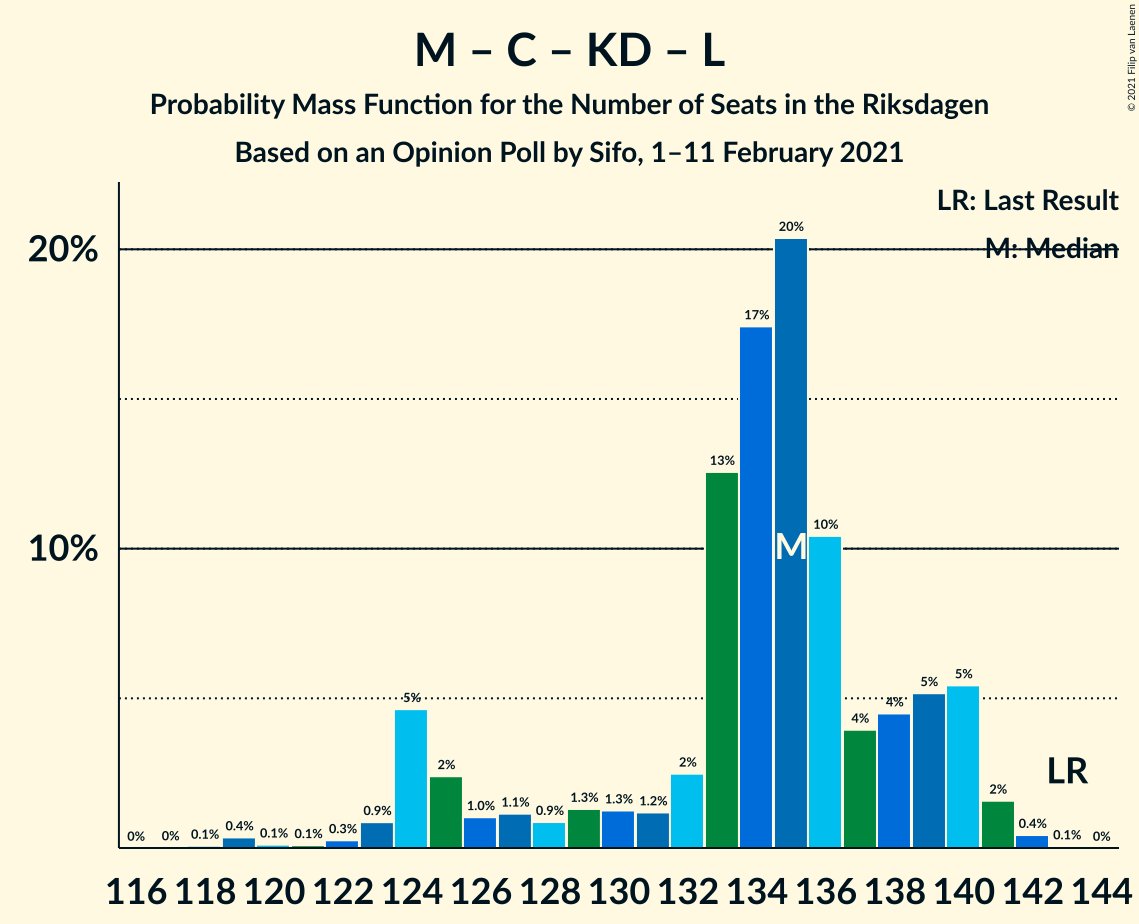 M – C – KD – L
Probability Mass Function for the Number of Seats in the Riksdagen
Based on an Opinion Poll by Sifo, 1–11 February 2021
© 2021 Filip van Laenen
LR: Last Result
M: Median
20%
10%
0% 0% 0.1% 0.4% 0.1% 0.1% 0.3% 0.9% 5% 2% 1.0% 1.1% 0.9% 1.3% 1.3% 1.2% 2% 13% 17% 20% 10% 4% 4% 5% 5% 2% 0.4% 0.1% 0%
M
LR
116 118 120 122 124 126 128 130 132 134 136 138 140 142 144